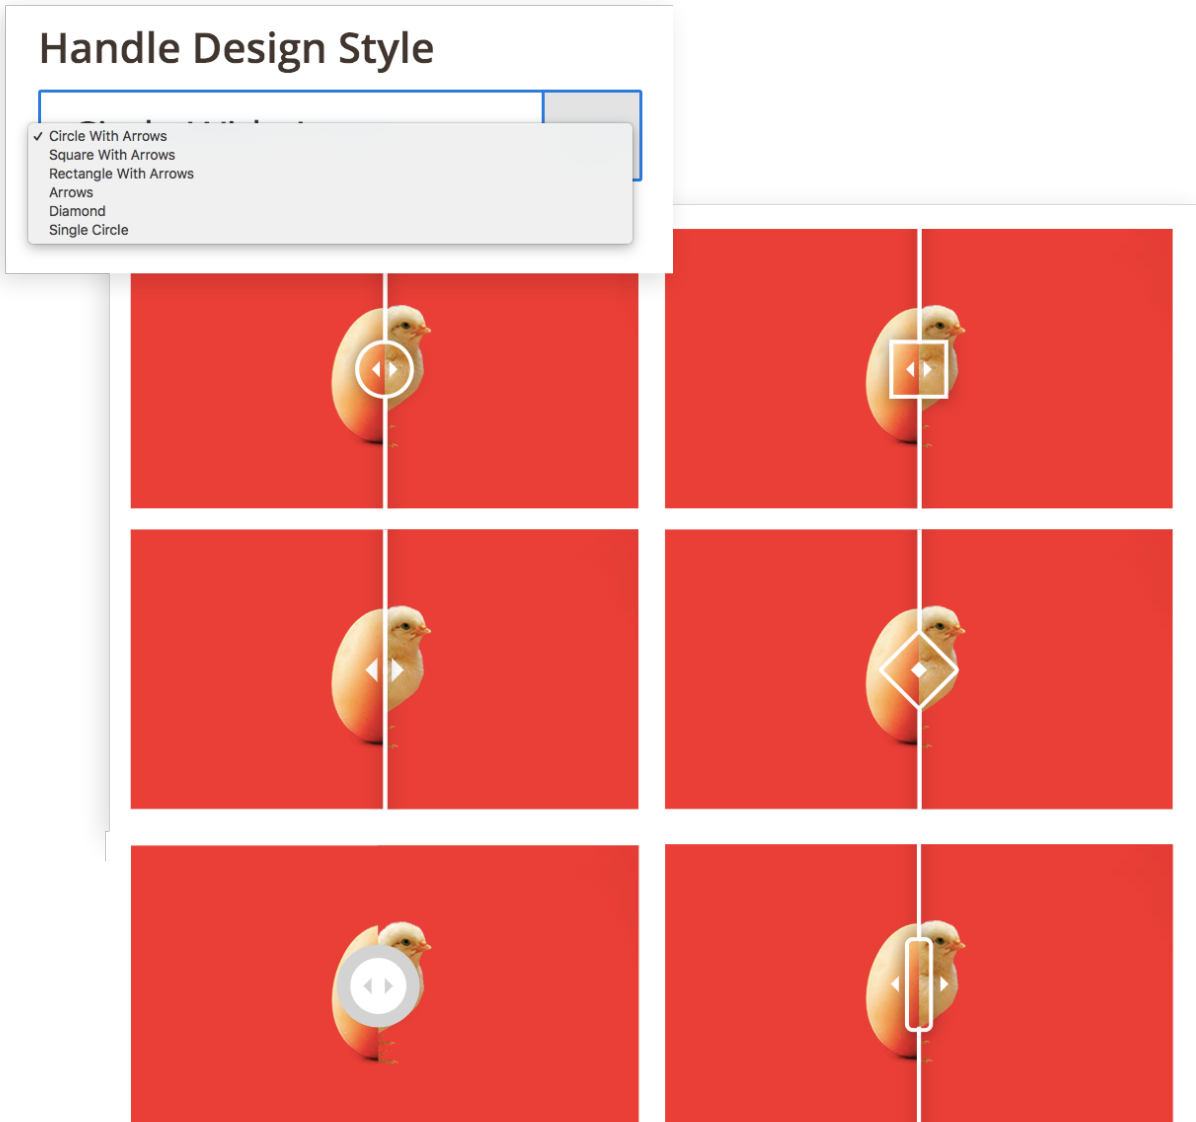 Handle Design Style
Circle With Arrows
Square With Arrows
Rectangle With Arrows
Arrows
Diamond
Single Circle